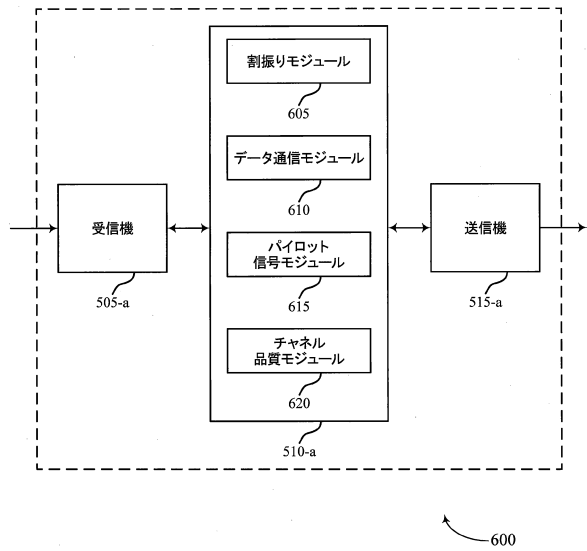 割振りモジュール
605
データ通信モジュール
610
受信機
505-a
送信機
515-a
パイロット
信号モジュール
615
チャネル
品質モジュール
620
510-a
600